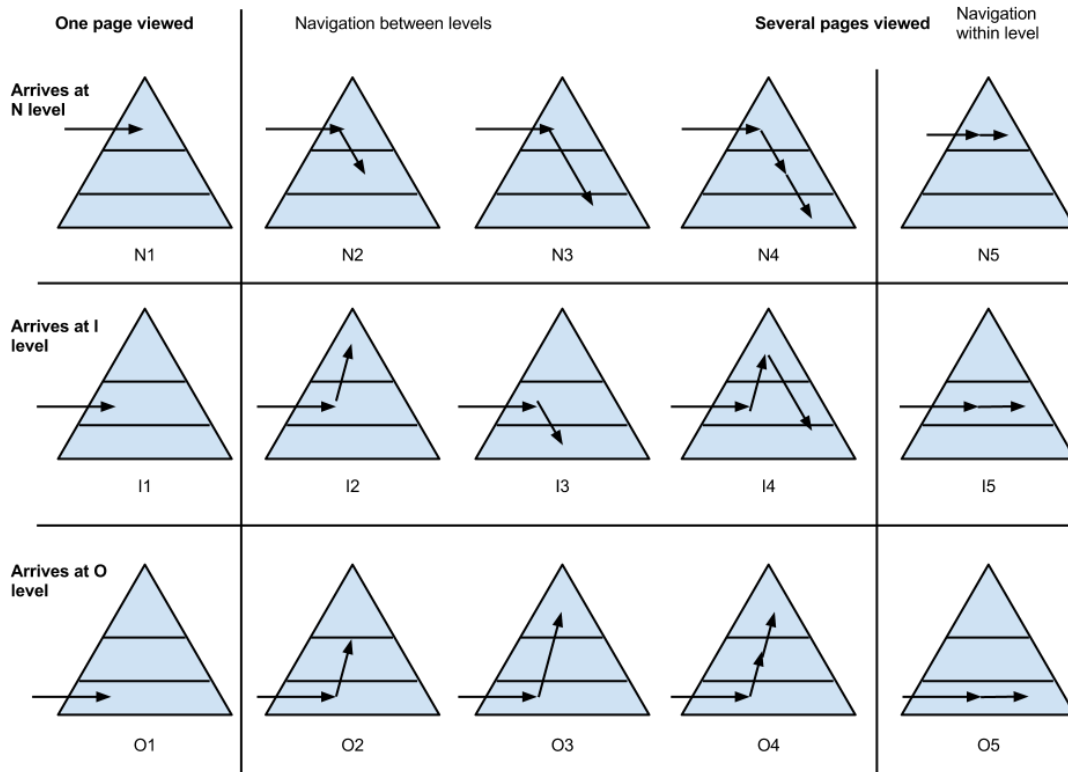 One page viewed
Navigation between levels
Several pages viewed
Navigation
within level
Arrives at
N level
N1
N2
N3
N4
N5
Arrives at I
level
I1
I2
I3
I4
I5
Arrives at O
level
O1
O2
O3
O4
O5